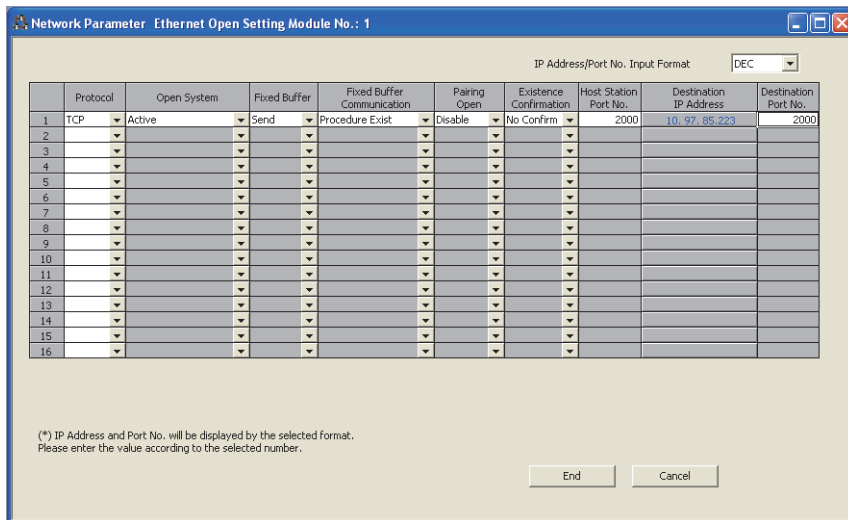 Network Parameter Ethernet Open Setting Module No.: 1
IP Address/Port No. Input Format DEC
Protocol Open System Fixed Buffer Fixed Buffer Communication Pairing Open Existence Confirmation Host Station Port No. Destination IP Address Destination Port No.
1 TCP Active Send Procedure Exist Disable No Confirm 2000 10. 97. 85.223 2000
2
3
4
5
6
7
8
9
10
11
12
13
14
15
16
(*) IP Address and Port No. will be displayed by the selected format.
Please enter the value according to the selected number.
End Cancel